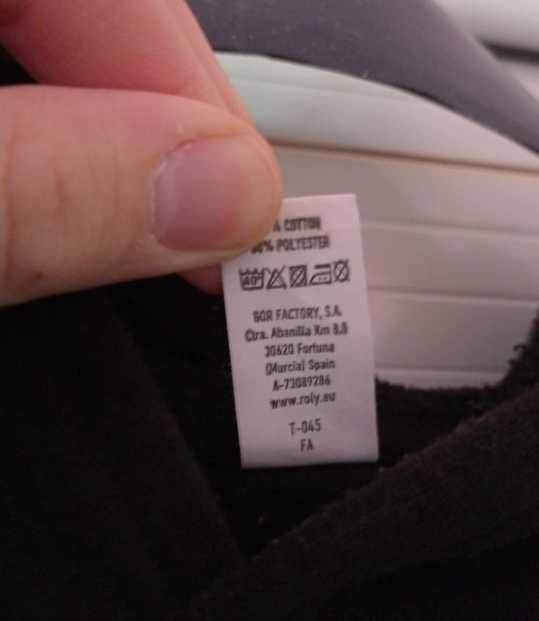 % COTTON
% POLYESTER
40°
GOR FACTORY, S.A.
Ctra. Abanilla Km 8.8
30620 Fortuna
(Murcia) Spain
A-73089286
www.roly.eu
T-045
FA